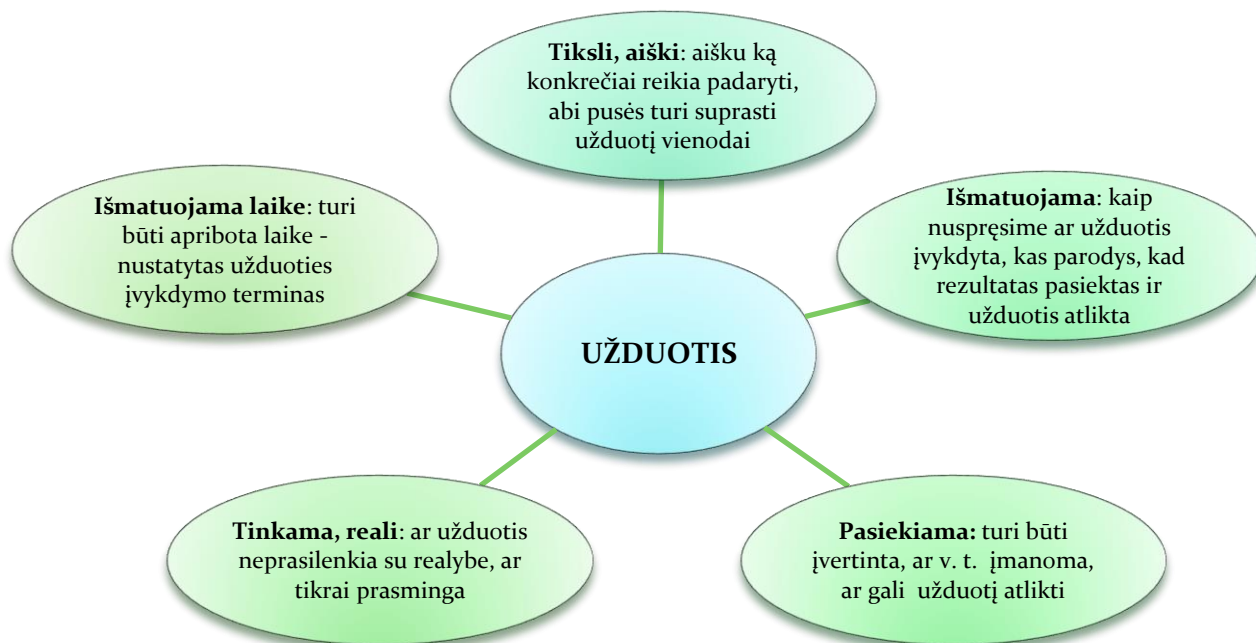 Tiksli, aiški: aišku ką
konkrečiai reikia padaryti,
abi pusės turi suprasti
užduotį vienodai
Išmatuojama laike: turi
būti apribota laike -
nustatytas užduoties
įvykdymo terminas
Išmatuojama: kaip
nuspręsime ar užduotis
įvykdyta, kas parodys, kad
rezultatas pasiektas ir
užduotis atlikta
UŽDUOTIS
Tinkama, reali: ar užduotis
neprasilenkia su realybe, ar
tikrai prasminga
Pasiekiama: turi būti
įvertinta, ar v. t. įmanoma,
ar gali užduotį atlikti